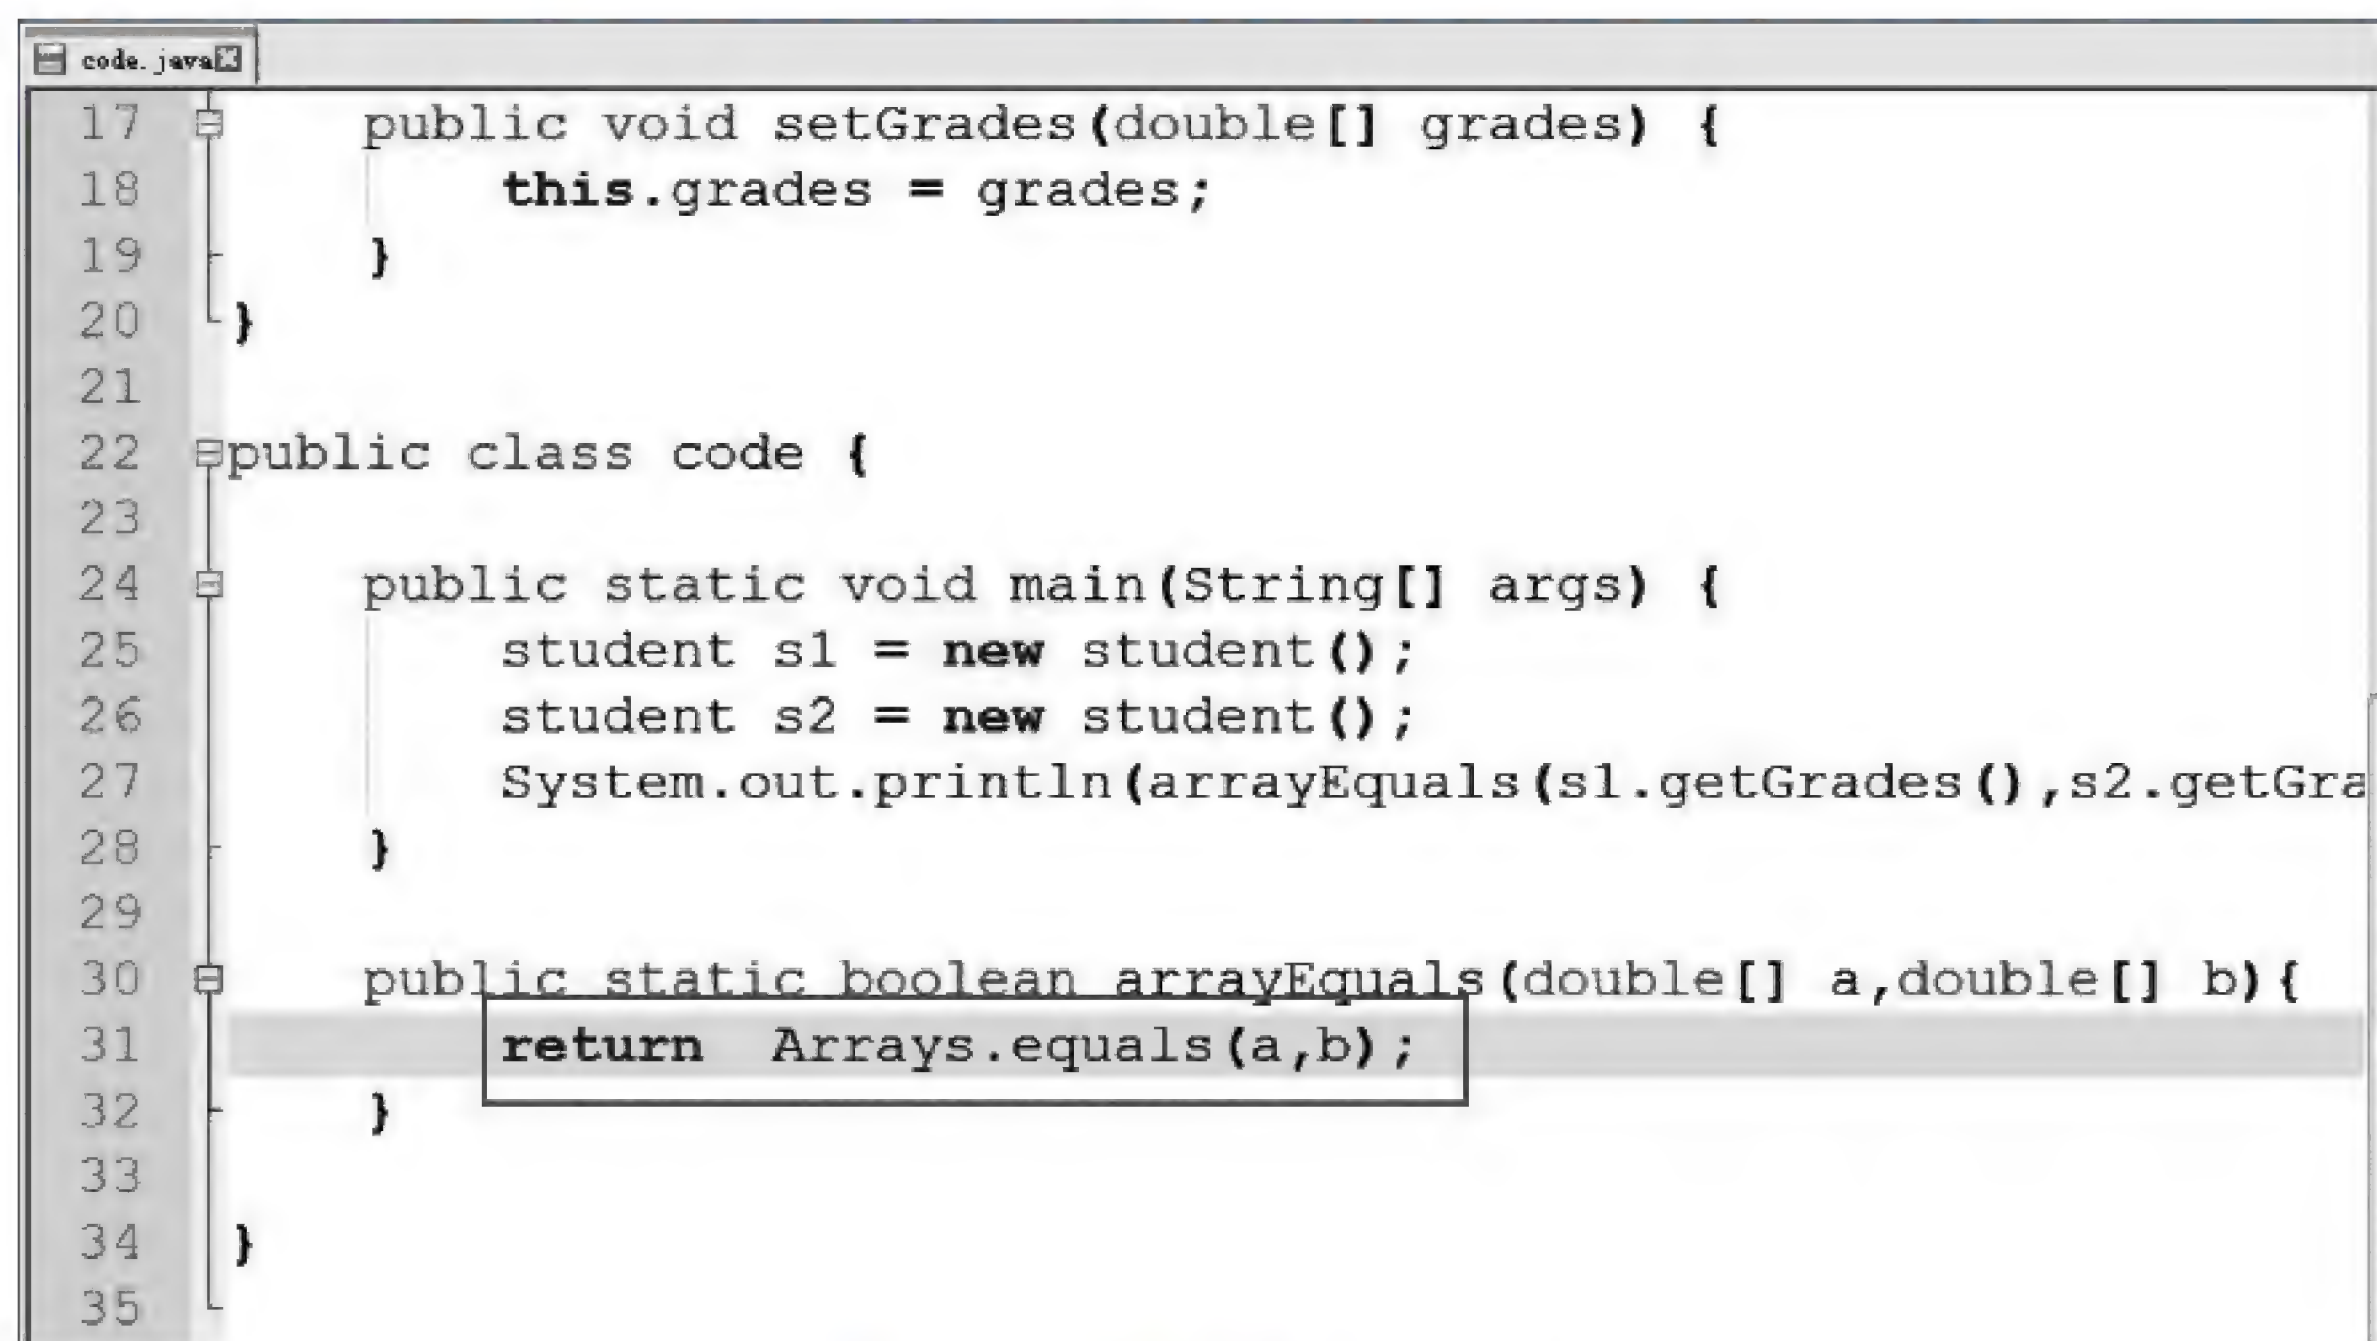 code.java
17 public void setGrades(double[] grades) {
18 this.grades = grades;
19 }
20 }
21
22 public class code {
23
24 public static void main(String[] args) {
25 student s1 = new student();
26 student s2 = new student();
27 System.out.println(arrayEquals(s1.getGrades(),s2.getGra
28 }
29
30 public static boolean arrayEquals(double[] a,double[] b){
31 return  Arrays.equals(a,b);
32 }
33
34 }
35